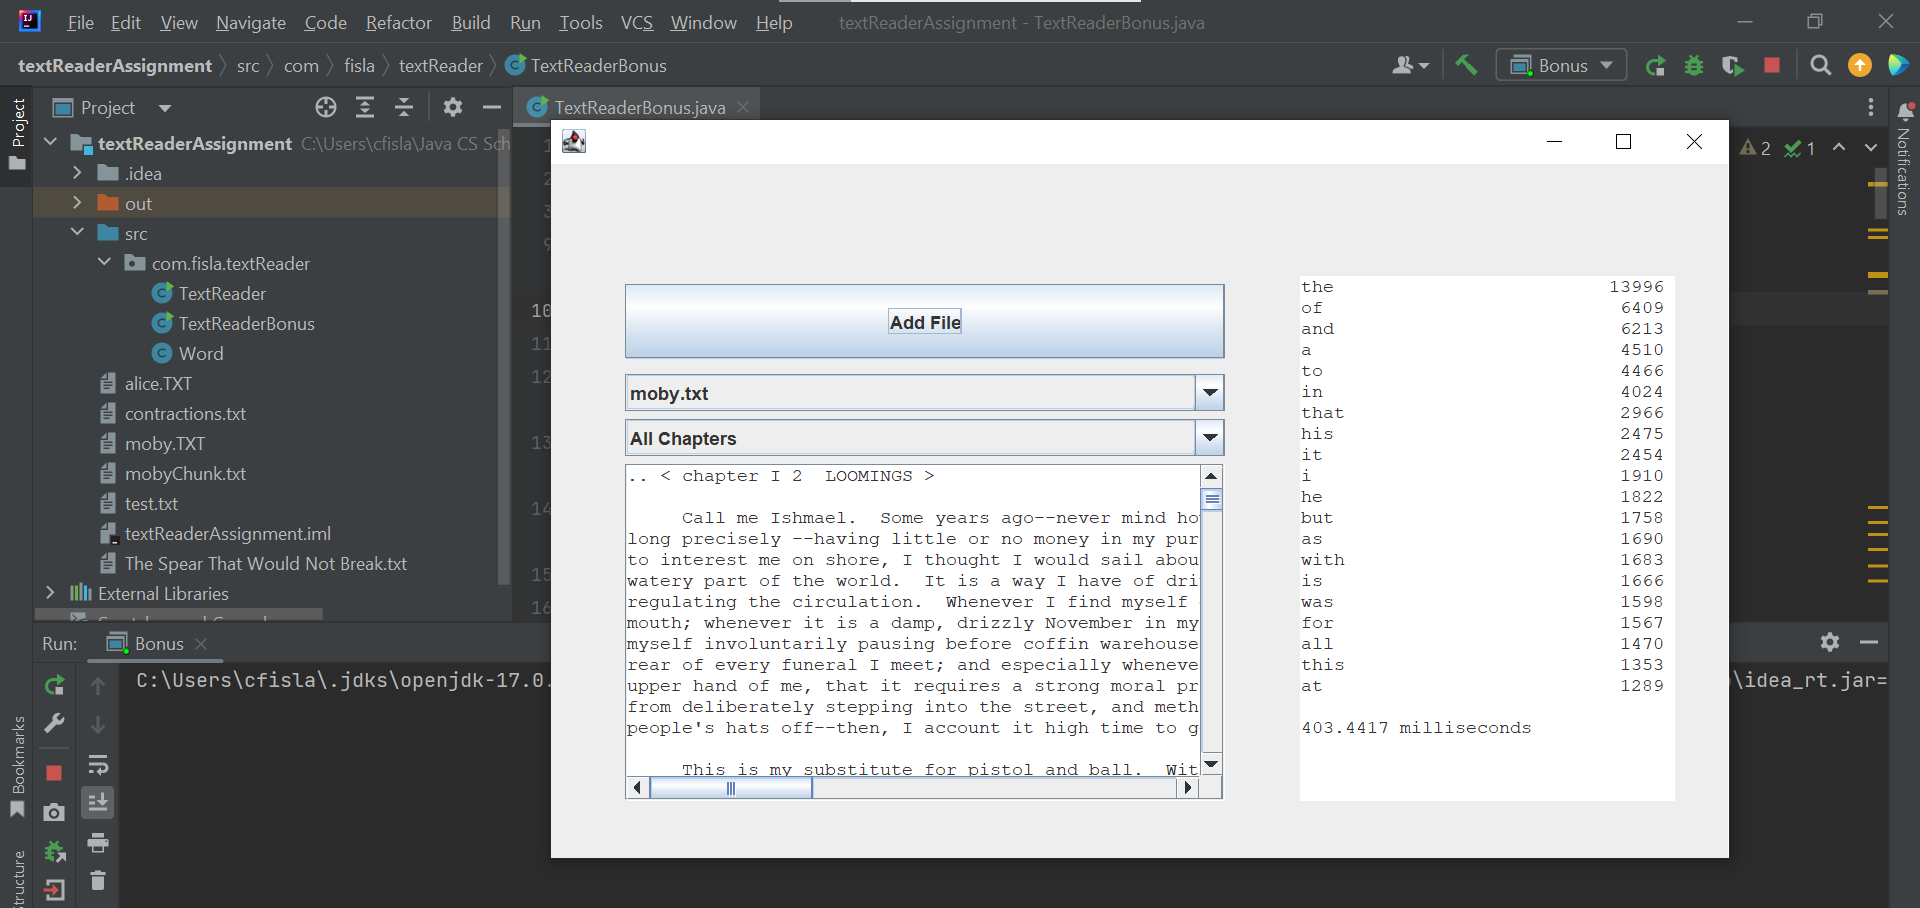 File Edit View Navigate Code Refactor Build Run Tools VCS Window Help textReaderAssignment - TextReaderBonus.java
textReaderAssignment src com fisla textReader TextReaderBonus Bonus
Project
Project
TextReaderBonus.java
textReaderAssignment C:\Users\cfisla\Java CS Sch
.idea
out
src
com.fisla.textReader
TextReader
TextReaderBonus
Word
alice.TXT
contractions.txt
moby.TXT
mobyChunk.txt
test.txt
textReaderAssignment.iml
The Spear That Would Not Break.txt
External Libraries
10
11
12
13
14
15
16
2 1
Notifications
Add File
moby.txt
All Chapters
.. < chapter I 2 LOOMINGS >
Call me Ishmael. Some years ago--never mind ho
long precisely --having little or no money in my pur
to interest me on shore, I thought I would sail abou
watery part of the world. It is a way I have of dri
regulating the circulation. Whenever I find myself
mouth; whenever it is a damp, drizzly November in my
myself involuntarily pausing before coffin warehouse
rear of every funeral I meet; and especially wheneve
upper hand of me, that it requires a strong moral pr
from deliberately stepping into the street, and meth
people's hats off--then, I account it high time to g
This is my substitute for pistol and ball. Wit
the 13996
of 6409
and 6213
a 4510
to 4466
in 4024
that 2966
his 2475
it 2454
i 1910
he 1822
but 1758
as 1690
with 1683
is 1666
was 1598
for 1567
all 1470
this 1353
at 1289
403.4417 milliseconds
Run: Bonus
C:\Users\cfisla\.jdks\openjdk-17.0.
\idea_rt.jar=
Bookmarks
tructure